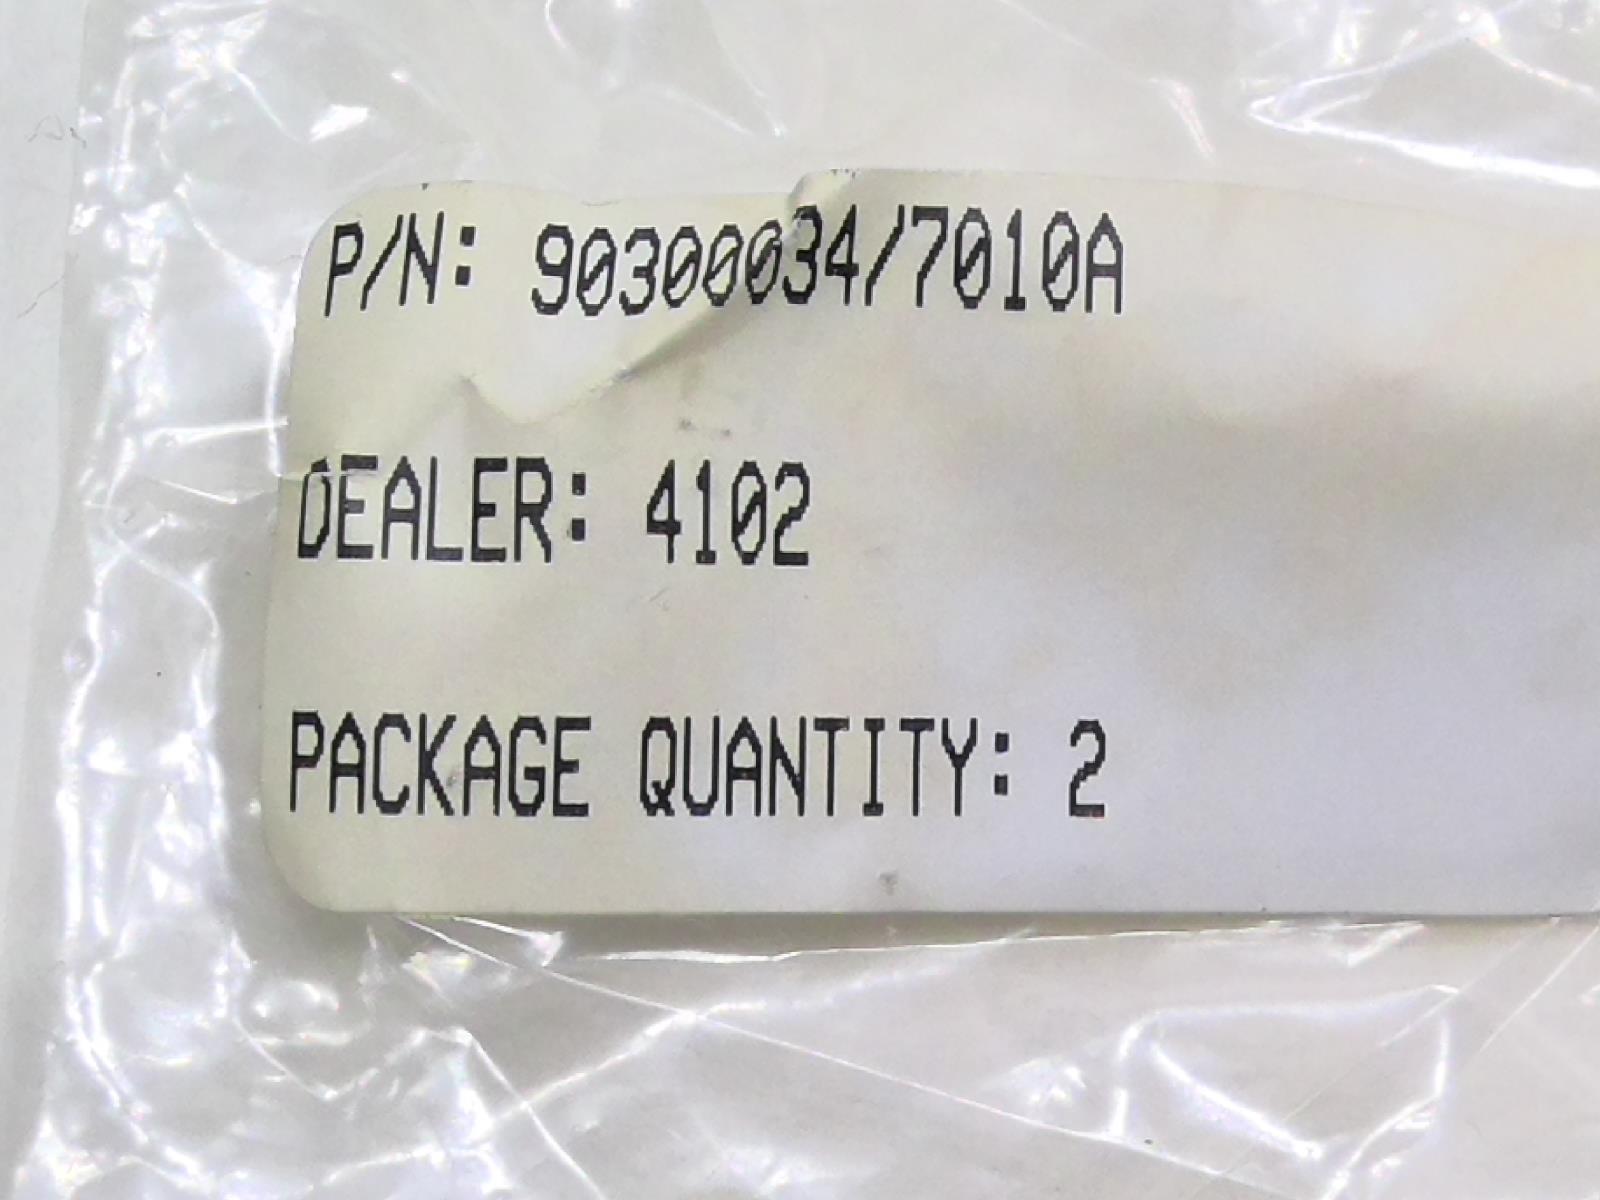 P/N: 90300034/7010A
DEALER: 4102
PACKAGE QUANTITY: 2